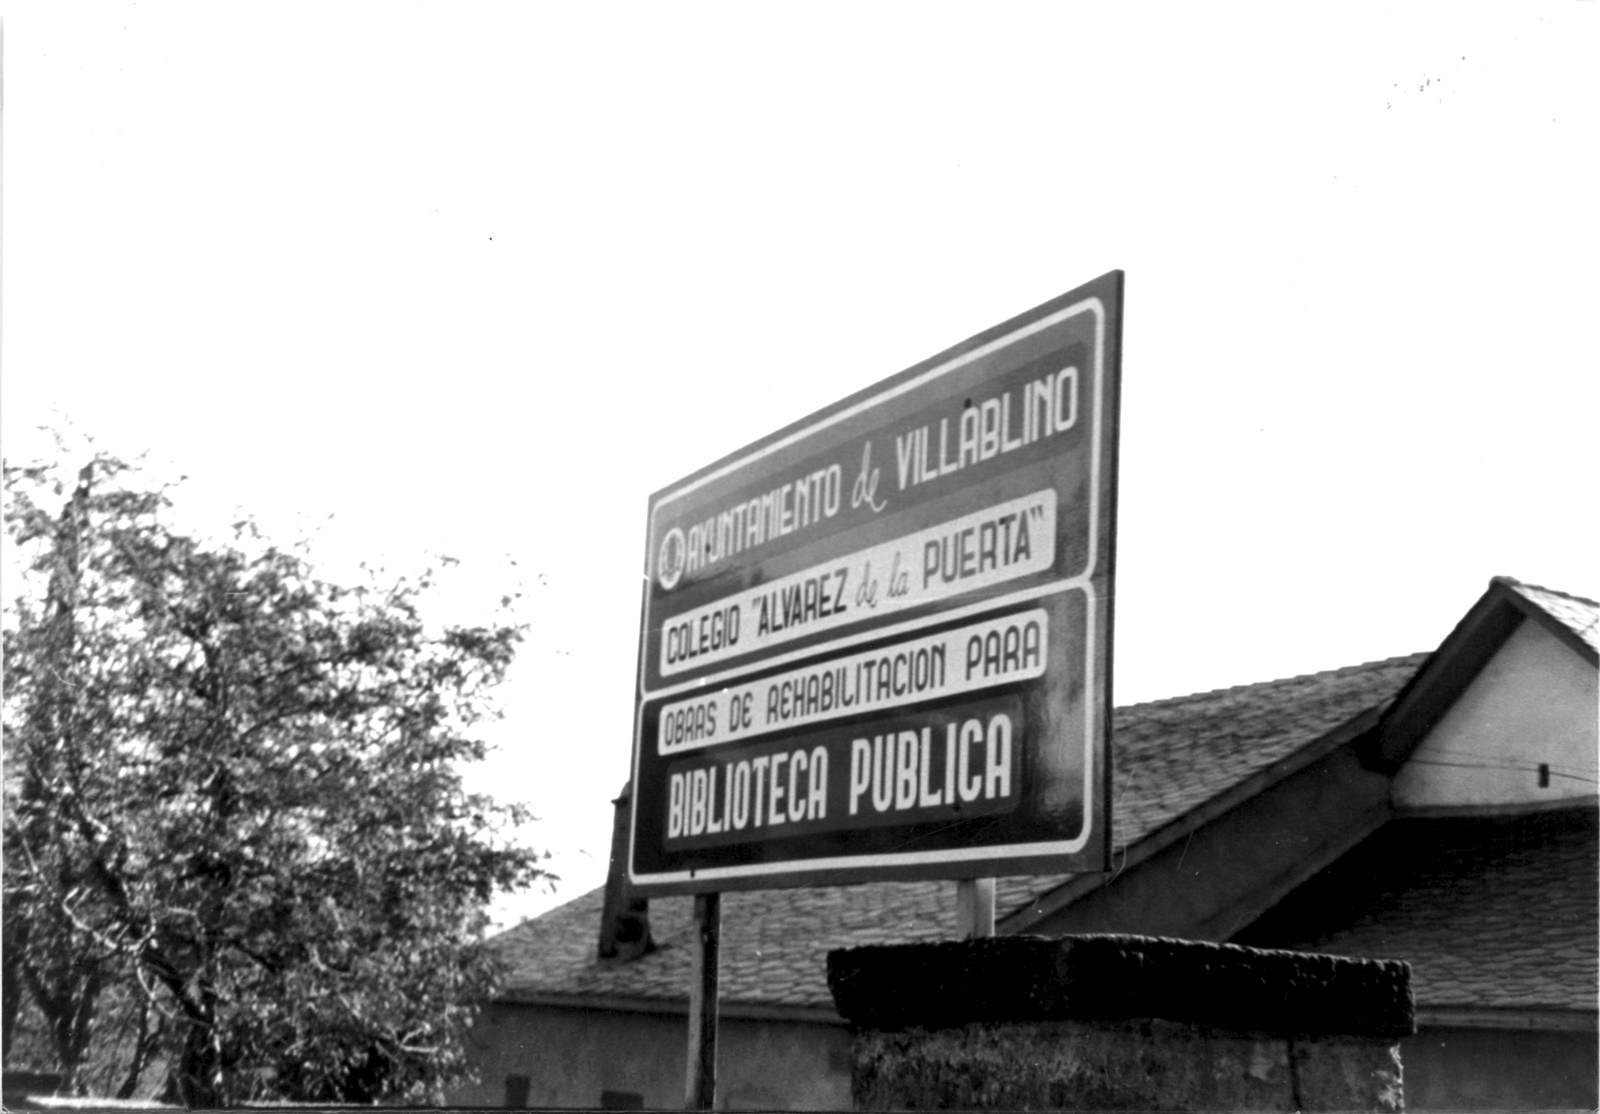 AYUNTAMIENTO de VILLABLINO
COLEGIO "ALVAREZ de la PUERTA"
OBRAS DE REHABILITACION PARA
BIBLIOTECA PUBLICA